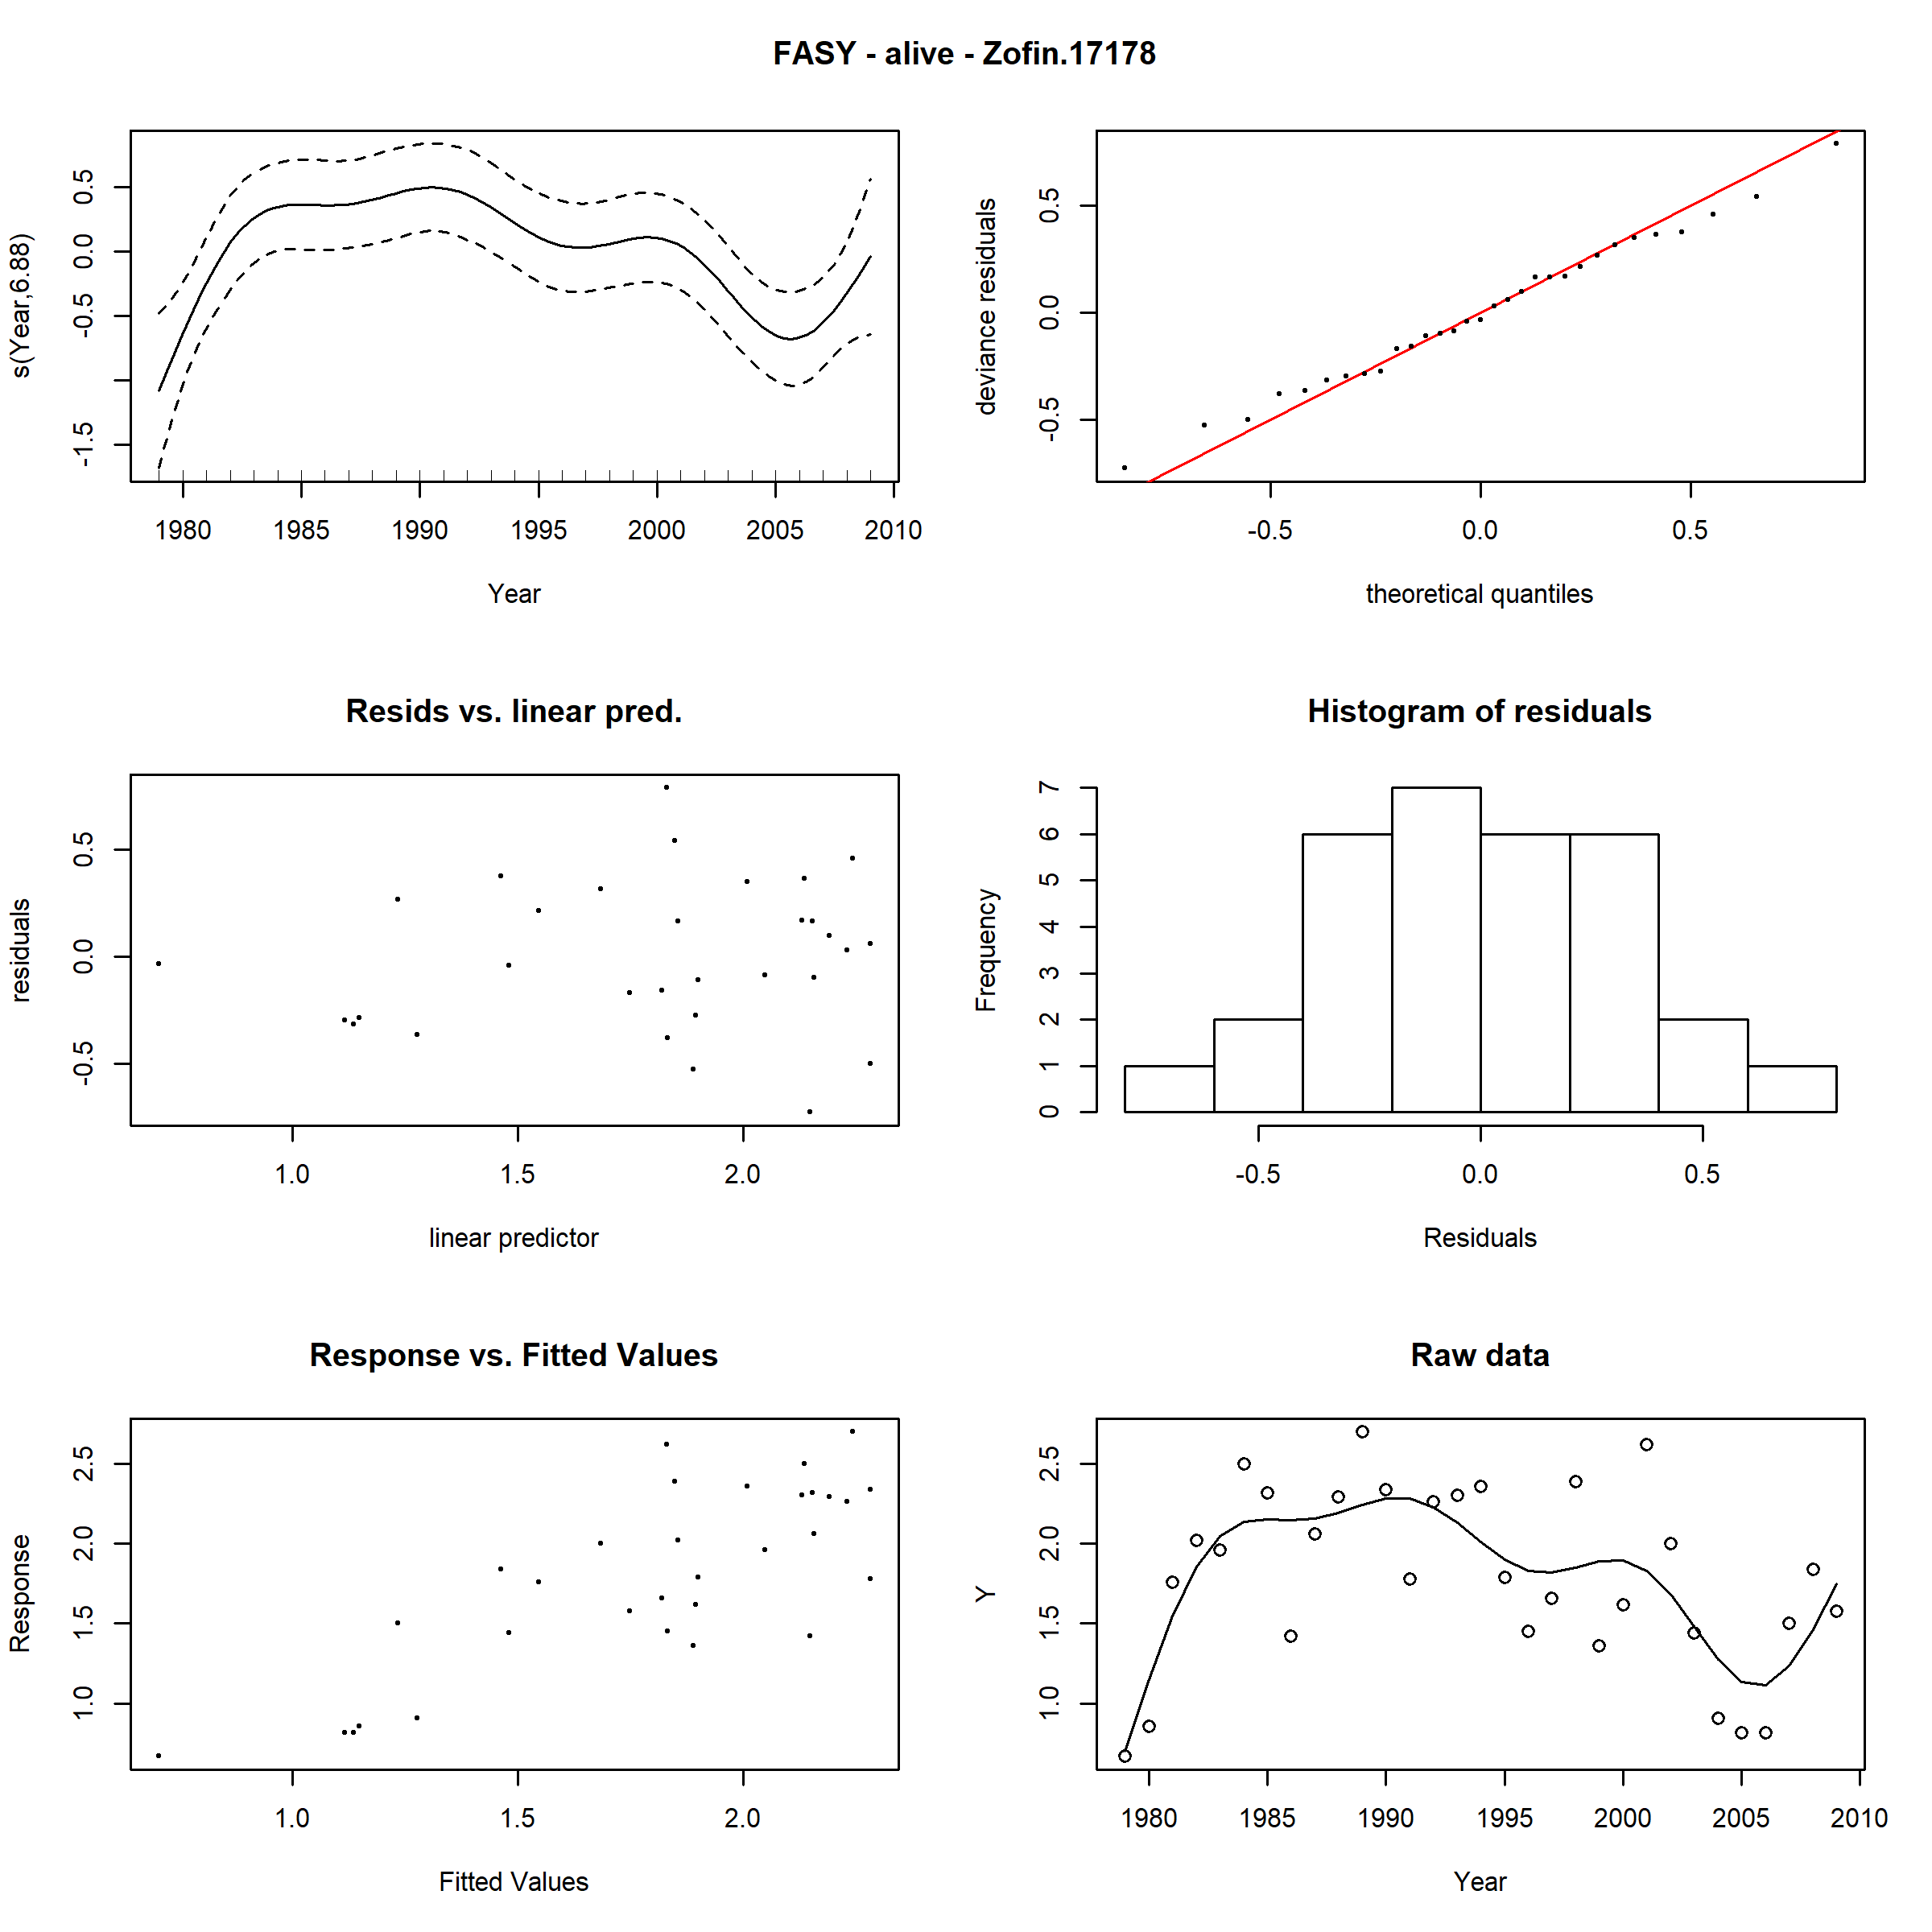 FASY - alive - Zofin.17178
s(Year,6.88)
0.5
0.0
-0.5
-1.5
1980 1985 1990 1995 2000 2005 2010
Year
deviance residuals
0.5
0.0
-0.5
-0.5 0.0 0.5
theoretical quantiles
Resids vs. linear pred.
residuals
0.5
0.0
-0.5
1.0 1.5 2.0
linear predictor
Histogram of residuals
Frequency
7
6
5
4
3
2
1
0
-0.5 0.0 0.5
Residuals
Response vs. Fitted Values
Response
2.5
2.0
1.5
1.0
1.0 1.5 2.0
Fitted Values
Raw data
Y
2.5
2.0
1.5
1.0
1980 1985 1990 1995 2000 2005 2010
Year